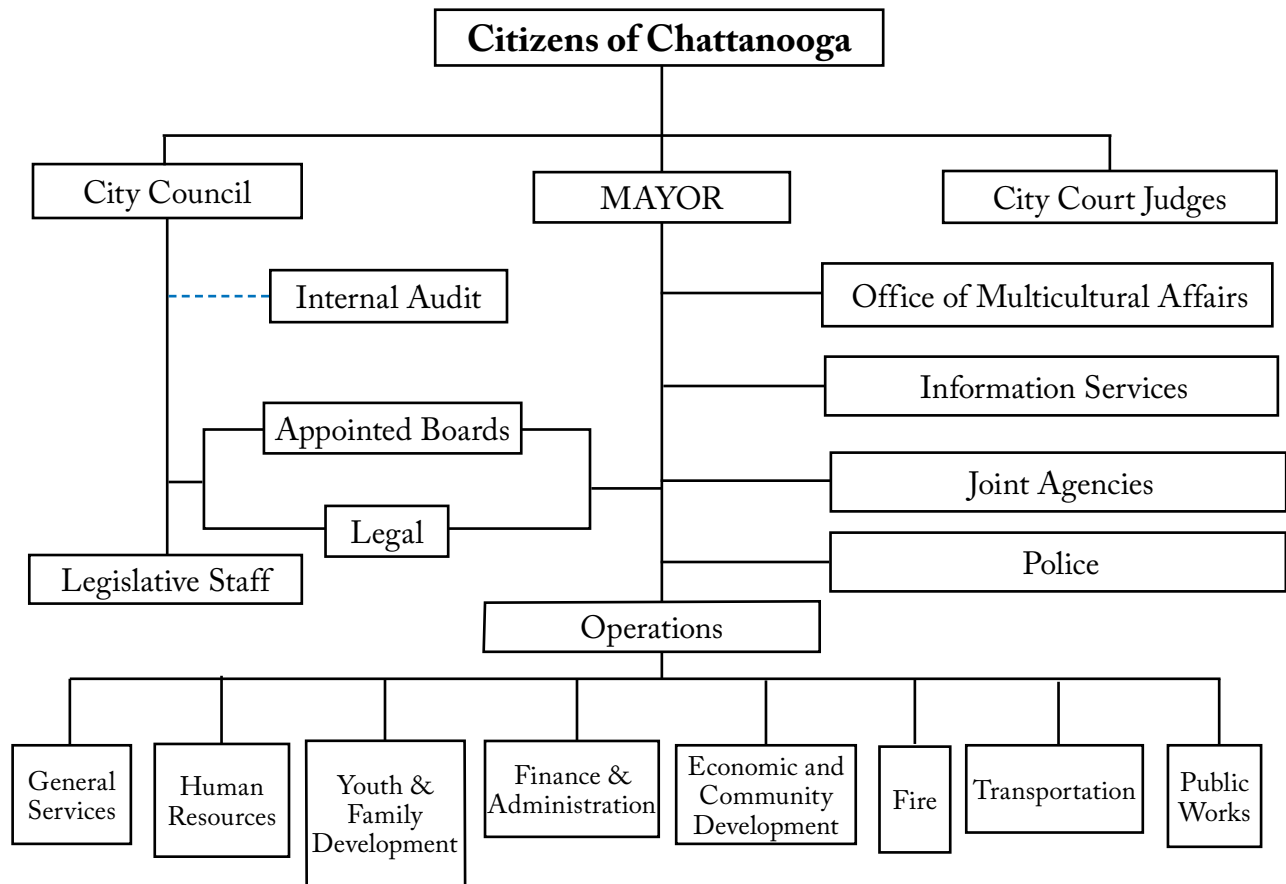 Citizens of Chattanooga
City Council
MAYOR
City Court Judges
Internal Audit
Office of Multicultural Affairs
Information Services
Appointed Boards
Joint Agencies
Legal
Police
Legislative Staff
Operations
General
Services
Human
Resources
Youth &
Family
Development
Finance &
Administration
Economic and
Community
Development
Fire
Transportation
Public
Works